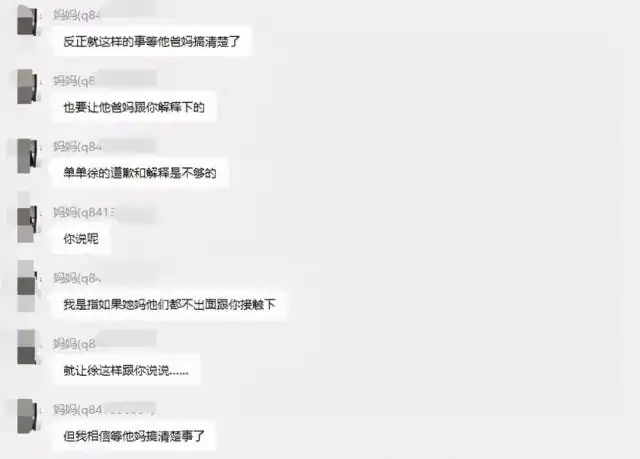 妈妈(q84
反正就这样的事等他爸妈搞清楚了
妈妈(q8
也要让他爸妈跟你解释下的
妈妈(q84
单单徐的道歉和解释是不够的
妈妈(q841
你说呢
妈妈(q8
我是指如果她妈他们都不出面跟你接触下
妈妈(q8
就让徐这样跟你说说......
妈妈(q841
但我相信等他妈搞清楚事了